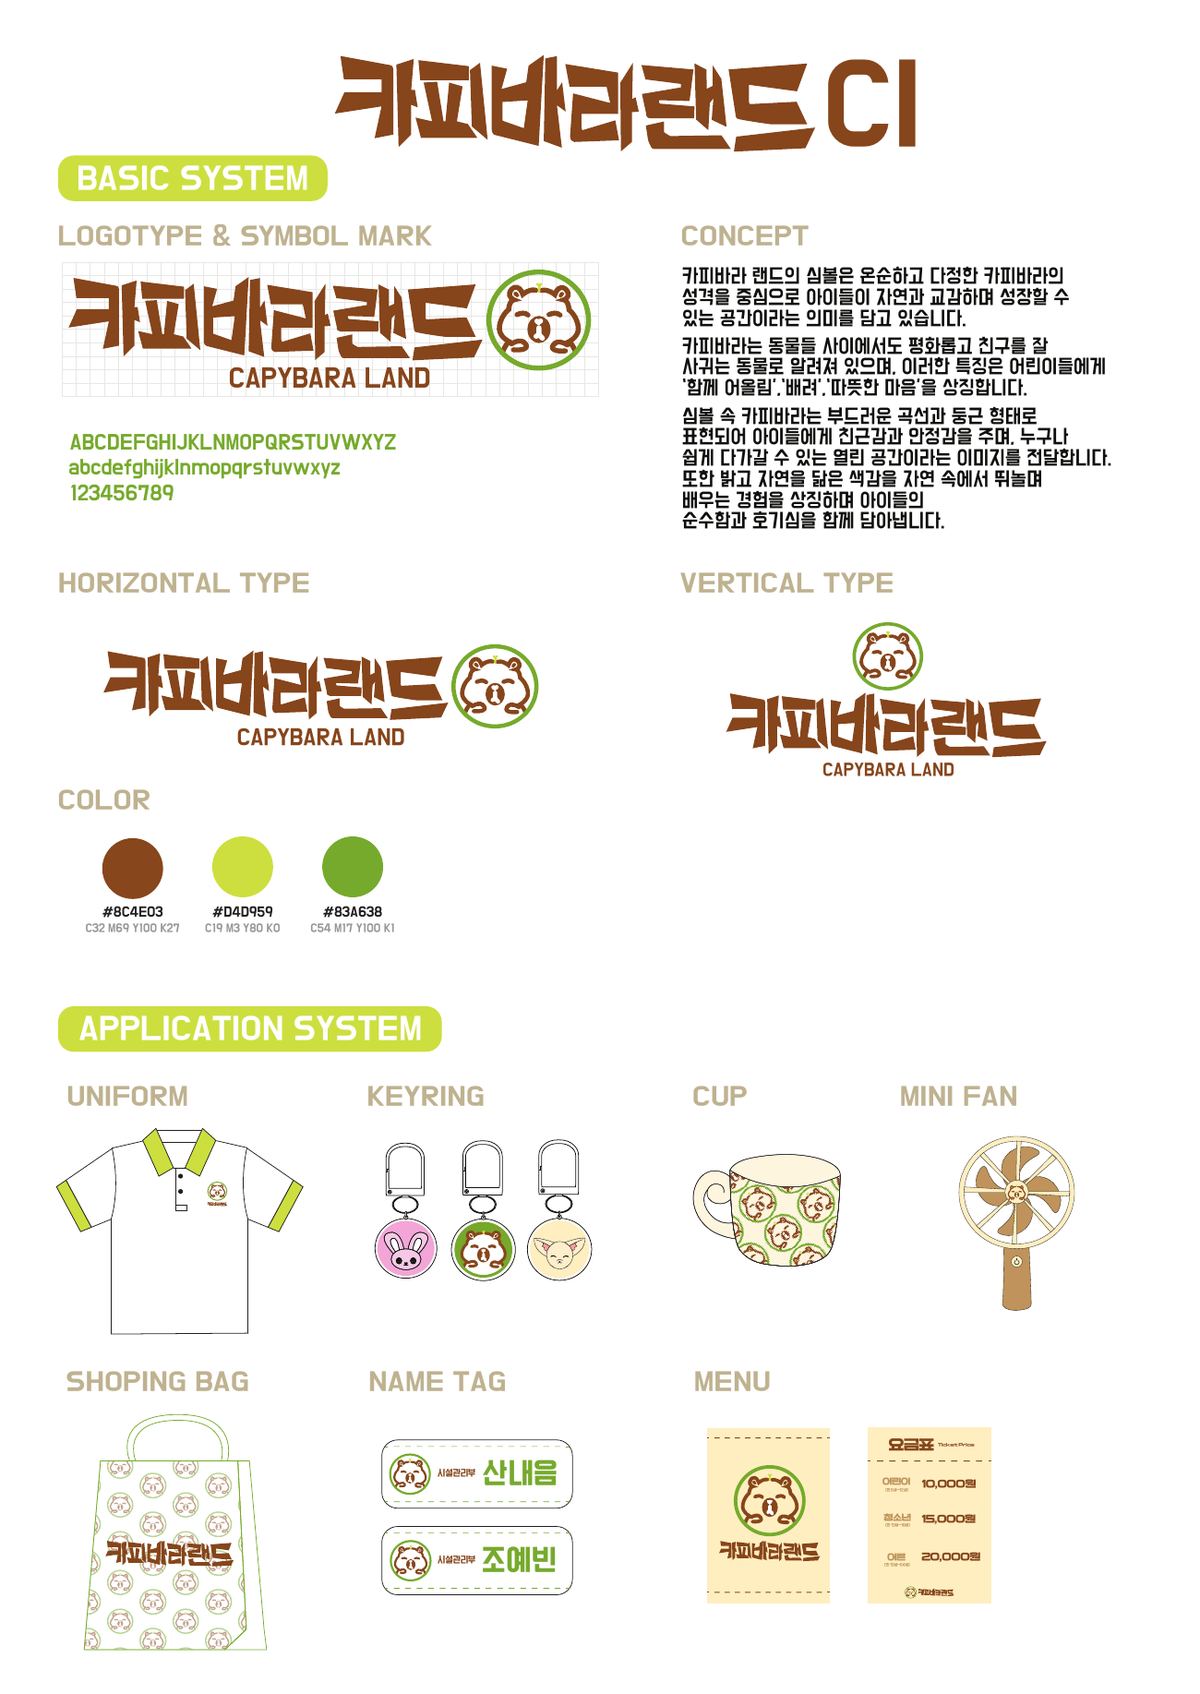 카피바라랜드 CI
BASIC SYSTEM
LOGOTYPE & SYMBOL MARK
카피바라랜드
CAPYBARA LAND
ABCDEFGHIJKLNMOPQRSTUVWXYZ
abcdefghijklnmopqrstuvwxyz
123456789
CONCEPT
카피바라 랜드의 심볼은 온순하고 다정한 카피바라의
성격을 중심으로 아이들이 자연과 교감하며 성장할 수
있는 공간이라는 의미를 담고 있습니다.
카피바라는 동물들 사이에서도 평화롭고 친구를 잘
사귀는 동물로 알려져 있으며, 이러한 특징은 어린이들에게
'함께 어울림','배려','따뜻한 마음'을 상징합니다.
심볼 속 카피바라는 부드러운 곡선과 둥근 형태로
표현되어 아이들에게 친근감과 안정감을 주며, 누구나
쉽게 다가갈 수 있는 열린 공간이라는 이미지를 전달합니다.
또한 밝고 자연을 닮은 색감을 자연 속에서 뛰놀며
배우는 경험을 상징하며 아이들의
순수함과 호기심을 함께 담아냅니다.
HORIZONTAL TYPE
카피바라랜드
CAPYBARA LAND
VERTICAL TYPE
카피바라랜드
CAPYBARA LAND
COLOR
#8C4E03
C32 M69 Y100 K27
#D4D959
C19 M3 Y80 K0
#83A638
C54 M17 Y100 K1
APPLICATION SYSTEM
UNIFORM
카피바라랜드
KEYRING
CUP
MINI FAN
SHOPING BAG
카피바라랜드
NAME TAG
시설관리부 산내음
시설관리부 조예빈
MENU
카피바라랜드
요금표 Ticket Price
어린이 10,000원
청소년 15,000원
어른 20,000원
카피바라랜드